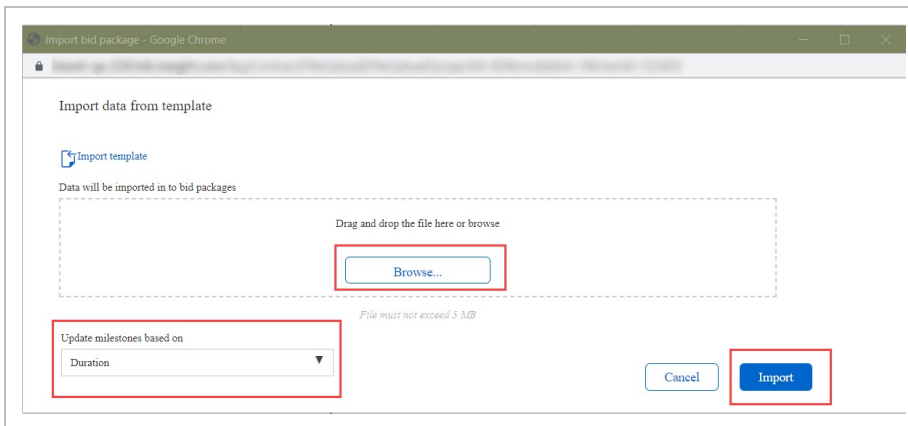 Import bid package - Google Chrome
Import data from template
Import template
Data will be imported in to bid packages
Drag and drop the file here or browse
Browse...
File must not exceed 5 MB
Update milestones based on
Duration
Cancel
Import